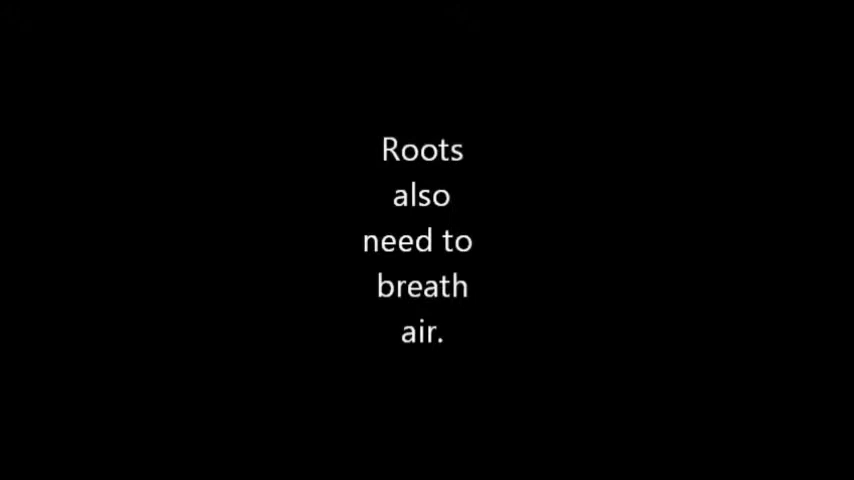 Roots
also
need to
breath
air.